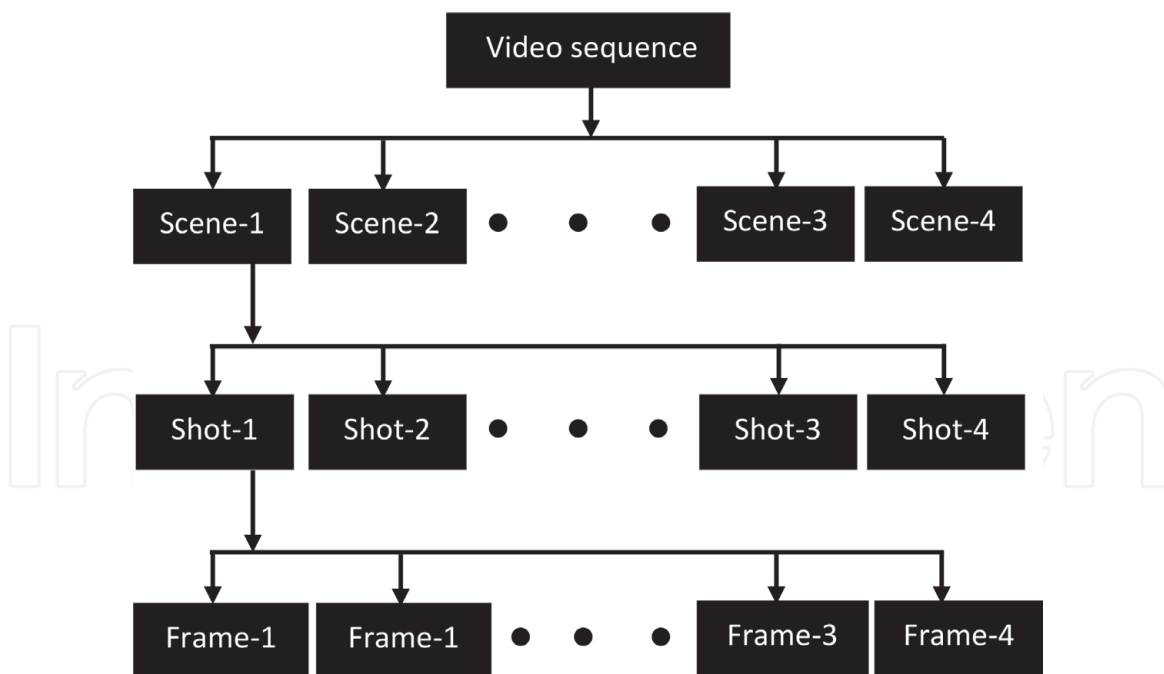 Video sequence
Scene-1 Scene-2 Scene-3 Scene-4
Shot-1 Shot-2 Shot-3 Shot-4
Frame-1 Frame-1 Frame-3 Frame-4